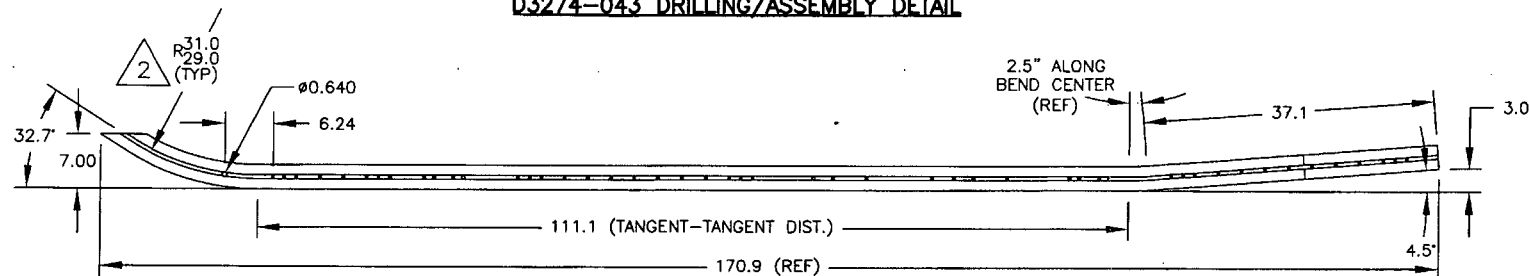 D3274-043 DRILLING/ASSEMBLY DETAIL
2
R31.0
29.0
(TYP)
ø0.640
6.24
32.7°
7.00
2.5" ALONG
BEND CENTER
(REF)
37.1
3.0
111.1 (TANGENT-TANGENT DIST.)
4.5°
170.9 (REF)